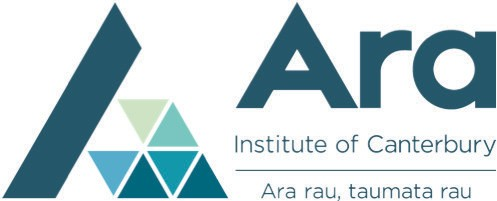 Ara
Institute of Canterbury
Ara rau, taumata rau